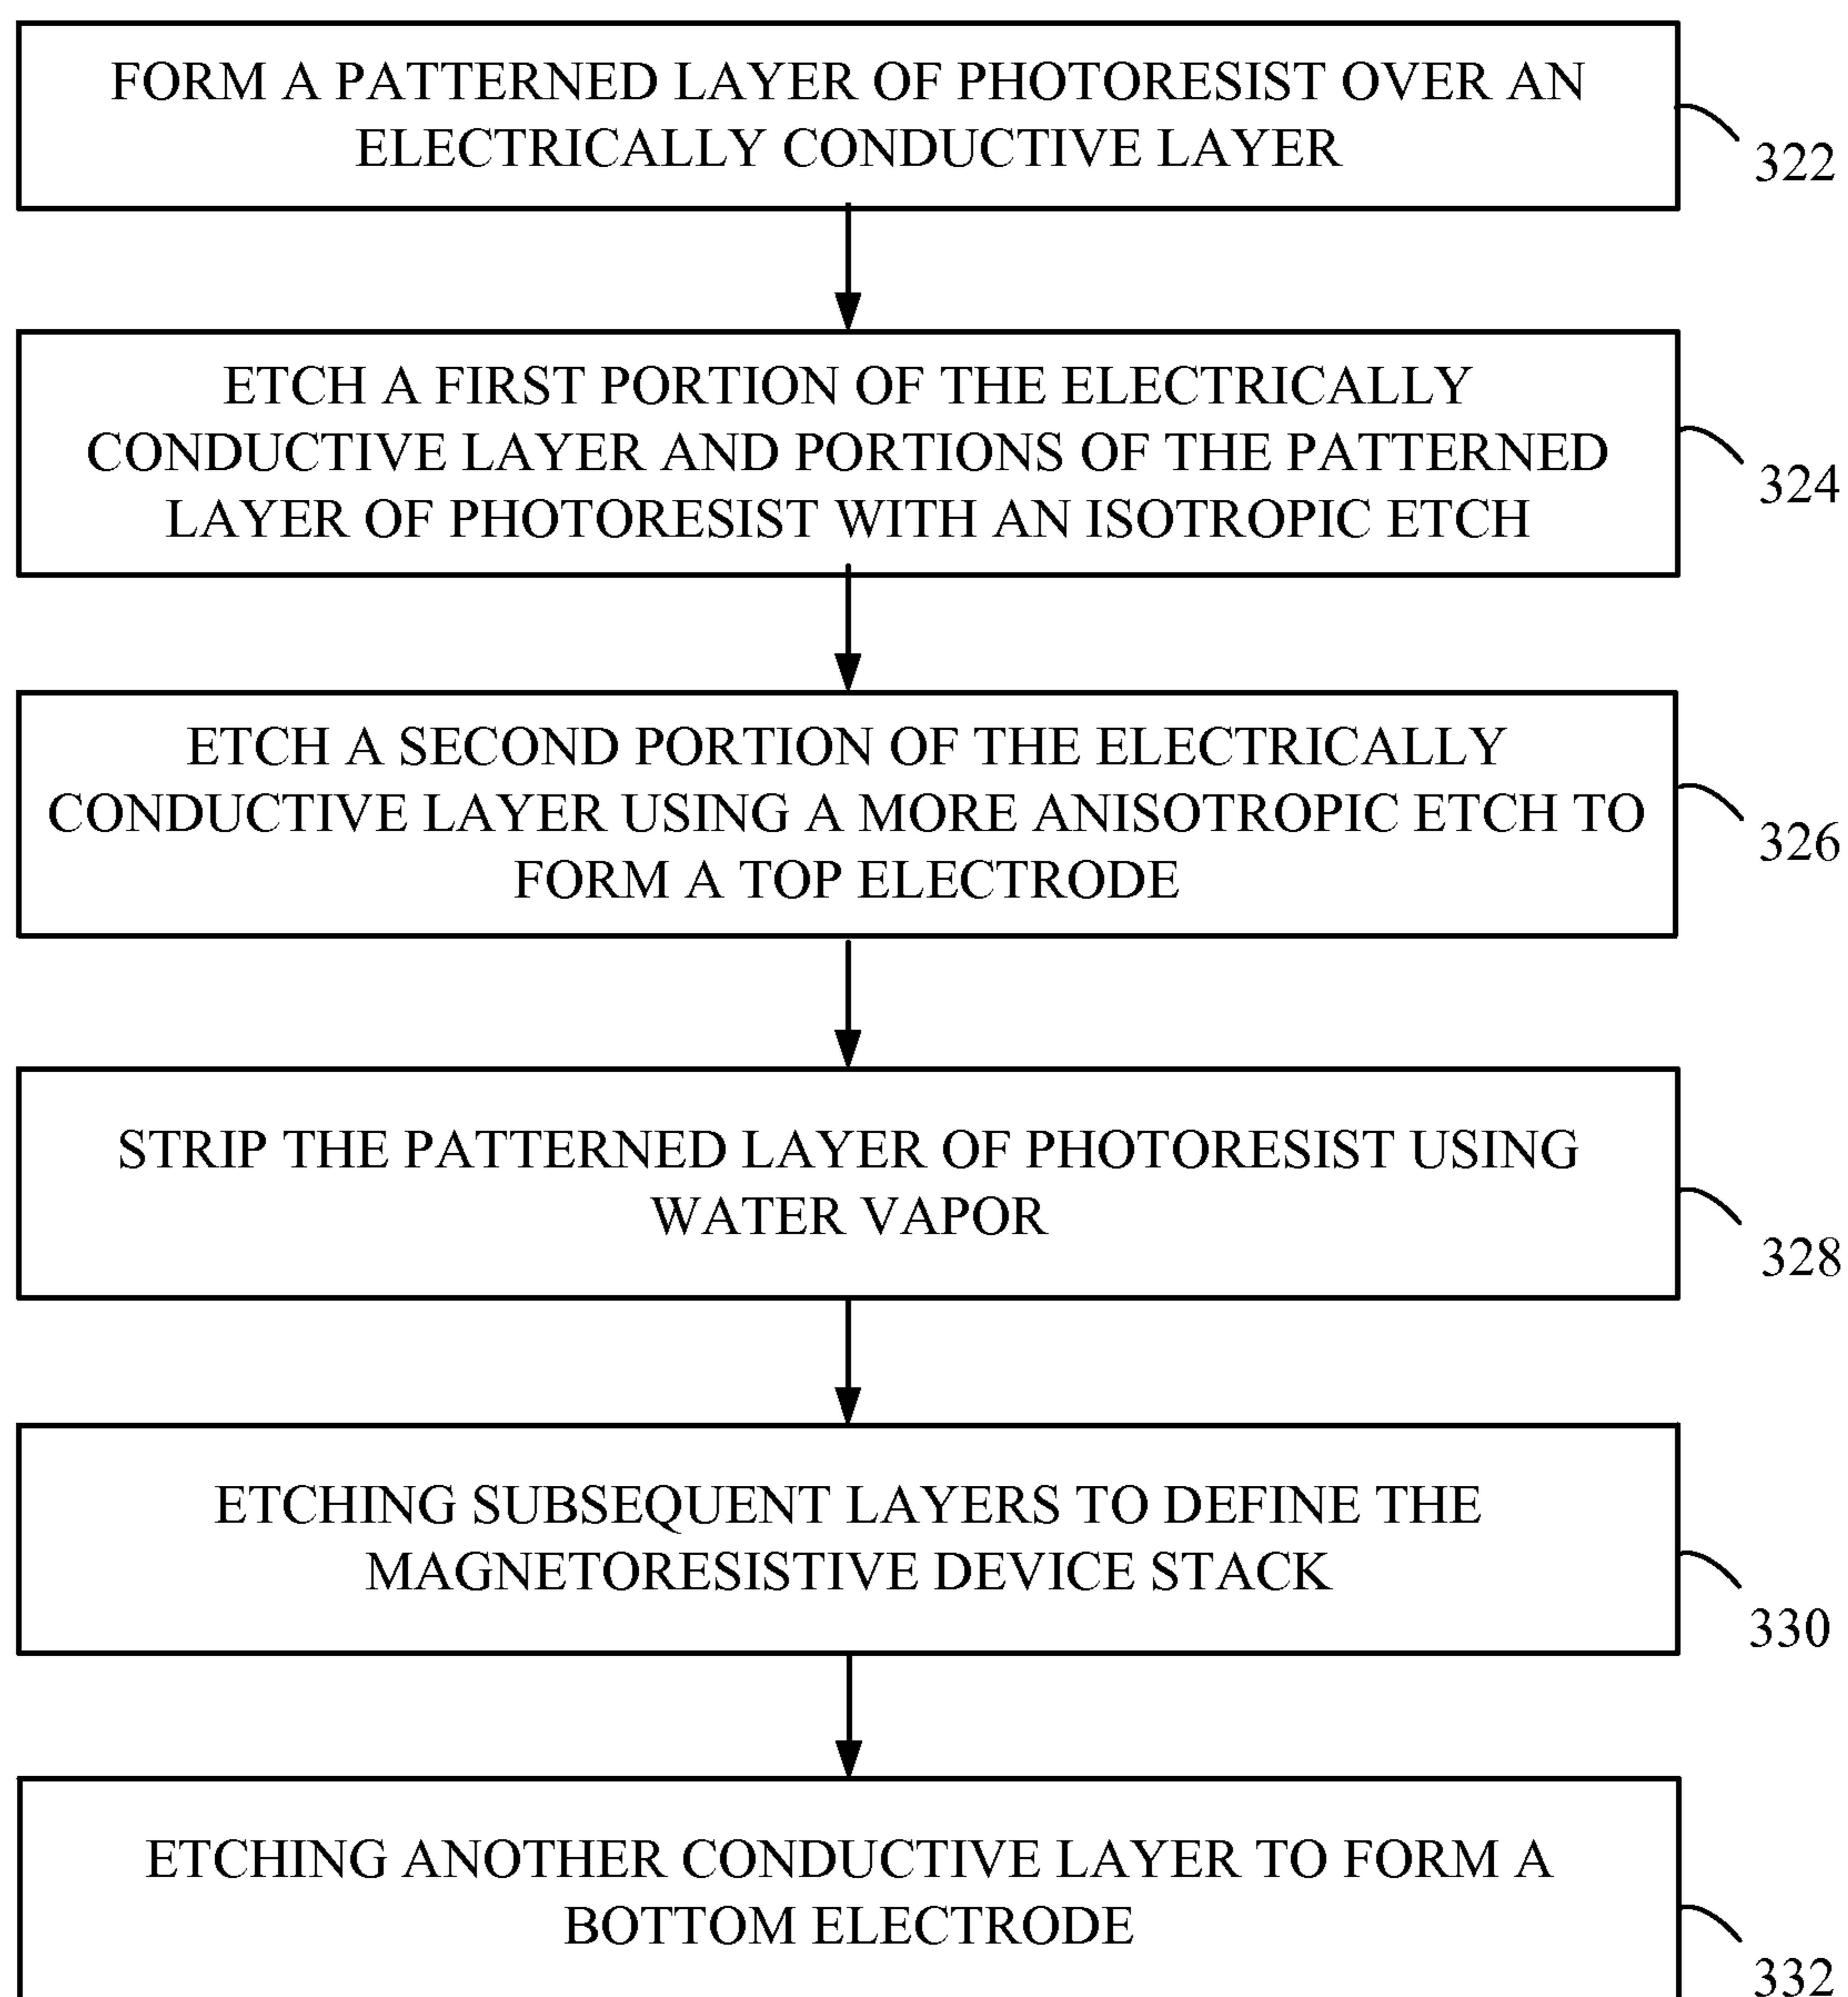 FORM A PATTERNED LAYER OF PHOTORESIST OVER AN
ELECTRICALLY CONDUCTIVE LAYER
322
ETCH A FIRST PORTION OF THE ELECTRICALLY
CONDUCTIVE LAYER AND PORTIONS OF THE PATTERNED
LAYER OF PHOTORESIST WITH AN ISOTROPIC ETCH
324
ETCH A SECOND PORTION OF THE ELECTRICALLY
CONDUCTIVE LAYER USING A MORE ANISOTROPIC ETCH TO
FORM A TOP ELECTRODE
326
STRIP THE PATTERNED LAYER OF PHOTORESIST USING
WATER VAPOR
328
ETCHING SUBSEQUENT LAYERS TO DEFINE THE
MAGNETORESISTIVE DEVICE STACK
330
ETCHING ANOTHER CONDUCTIVE LAYER TO FORM A
BOTTOM ELECTRODE
332